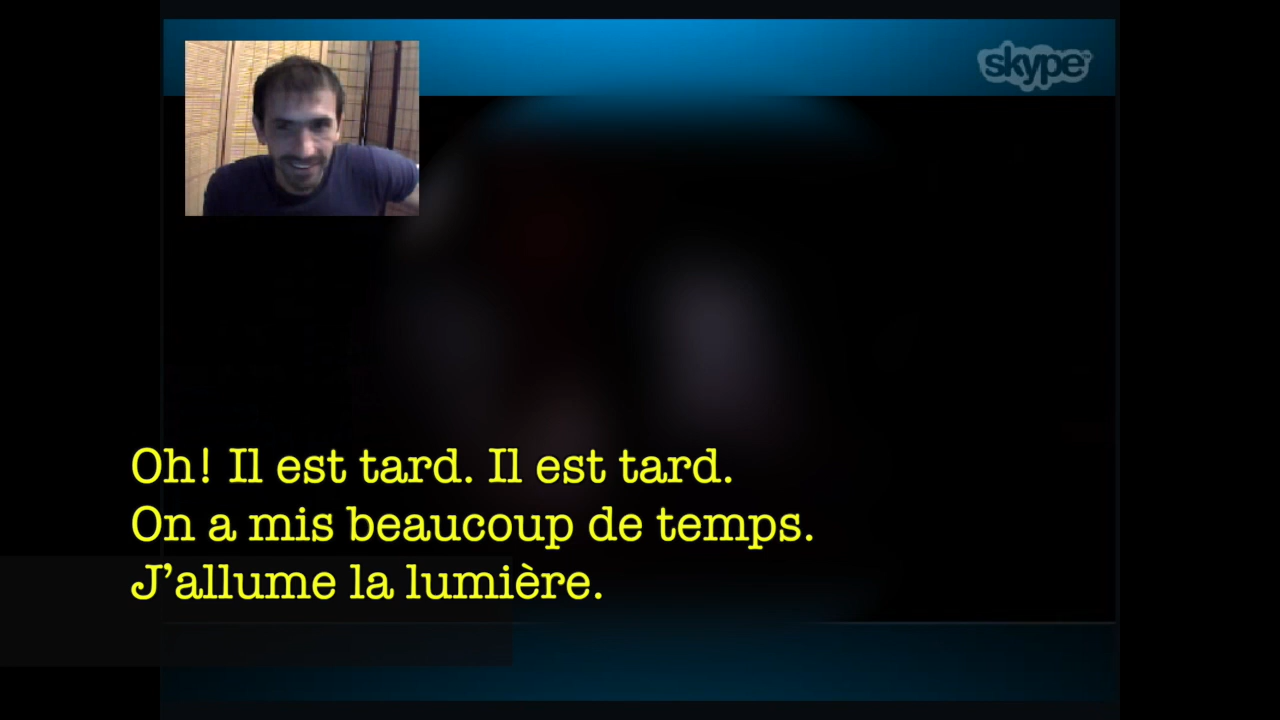 skype
Oh! Il est tard. Il est tard.
On a mis beaucoup de temps.
J'allume la lumière.